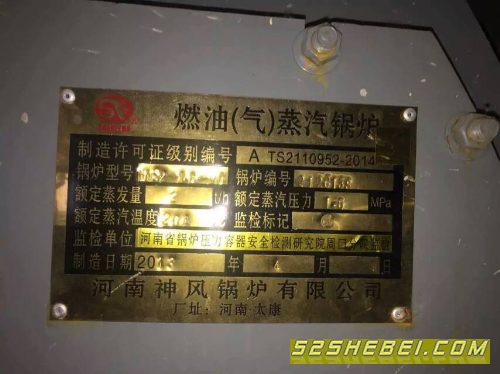 燃油(气)蒸汽锅炉
制造许可证级别编号 A TS2110952-2014
锅炉型号 锅炉编号
额定蒸发量 2 t/h 额定蒸汽压力 MPa
额定蒸汽温度 监检标记
监检单位 河南省锅炉压力容器安全检测研究院周口分院
制造日期 2013 年 4 月 日
河南神风锅炉有限公司
厂址:河南 太康
52SHEBEI.COM